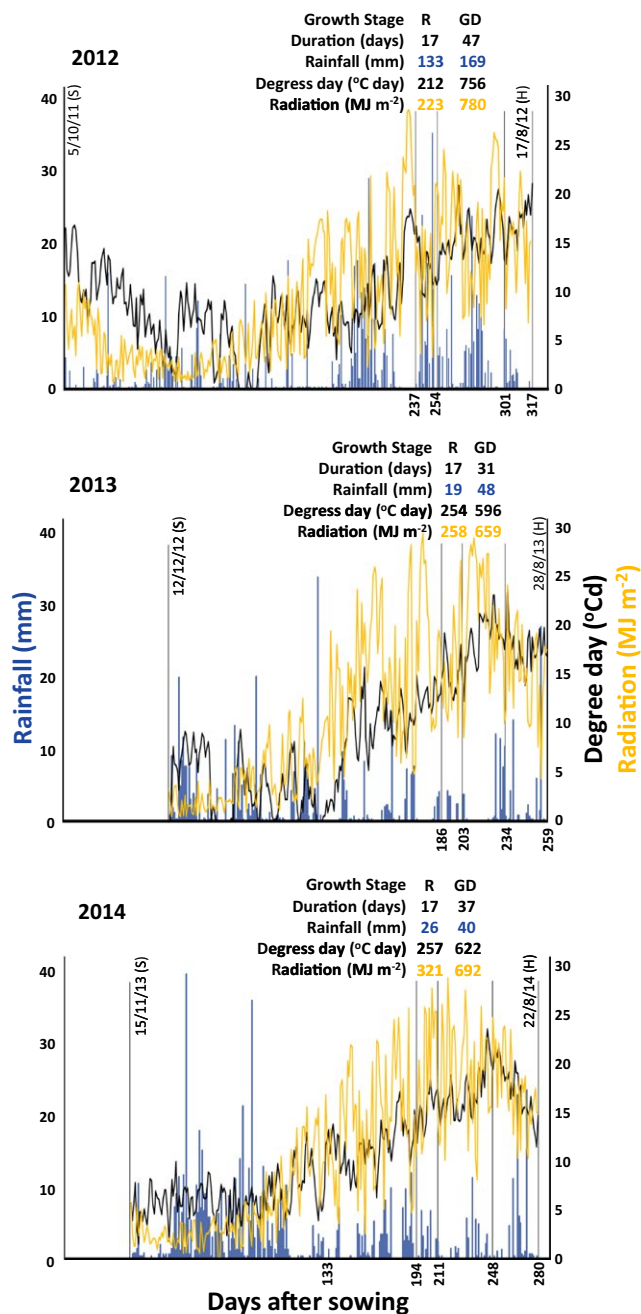 Growth Stage R GD
Duration (days) 17 47
2012
Rainfall (mm) 133 169
Degress day (°C day) 212 756
Radiation (MJ m-2) 223 780
40
30
20
10
0
30
25
20
15
10
5
0
5/10/11 (S)
17/8/12 (H)
237
254
301
317
Growth Stage R GD
Duration (days) 17 31
2013
Rainfall (mm) 19 48
Degress day (°C day) 254 596
Radiation (MJ m-2) 258 659
40
30
20
10
0
30
25
20
15
10
5
0
12/12/12 (S)
28/8/13 (H)
186
203
234
259
Rainfall (mm)
Degree day (°Cd)
Radiation (MJ m-2)
Growth Stage R GD
Duration (days) 17 37
2014
Rainfall (mm) 26 40
Degress day (°C day) 257 622
Radiation (MJ m-2) 321 692
40
30
20
10
0
30
25
20
15
10
5
0
15/11/13 (S)
22/8/14 (H)
133
194
211
248
280
Days after sowing